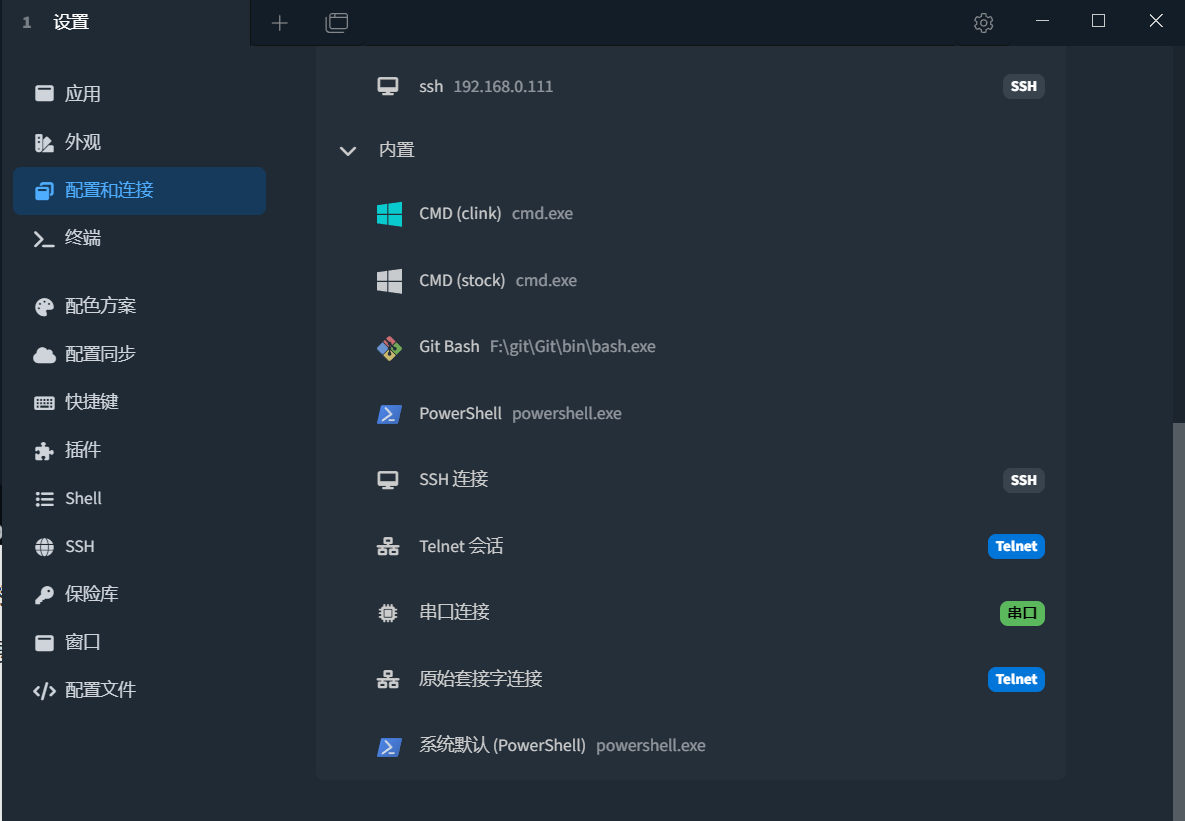 1 设置
应用
外观
配置和连接
终端
配色方案
配置同步
快捷键
插件
Shell
SSH
保险库
窗口
配置文件
ssh 192.168.0.111 SSH
内置
CMD (clink) cmd.exe
CMD (stock) cmd.exe
Git Bash F:\git\Git\bin\bash.exe
PowerShell powershell.exe
SSH 连接 SSH
Telnet 会话 Telnet
串口连接 串口
原始套接字连接 Telnet
系统默认 (PowerShell) powershell.exe